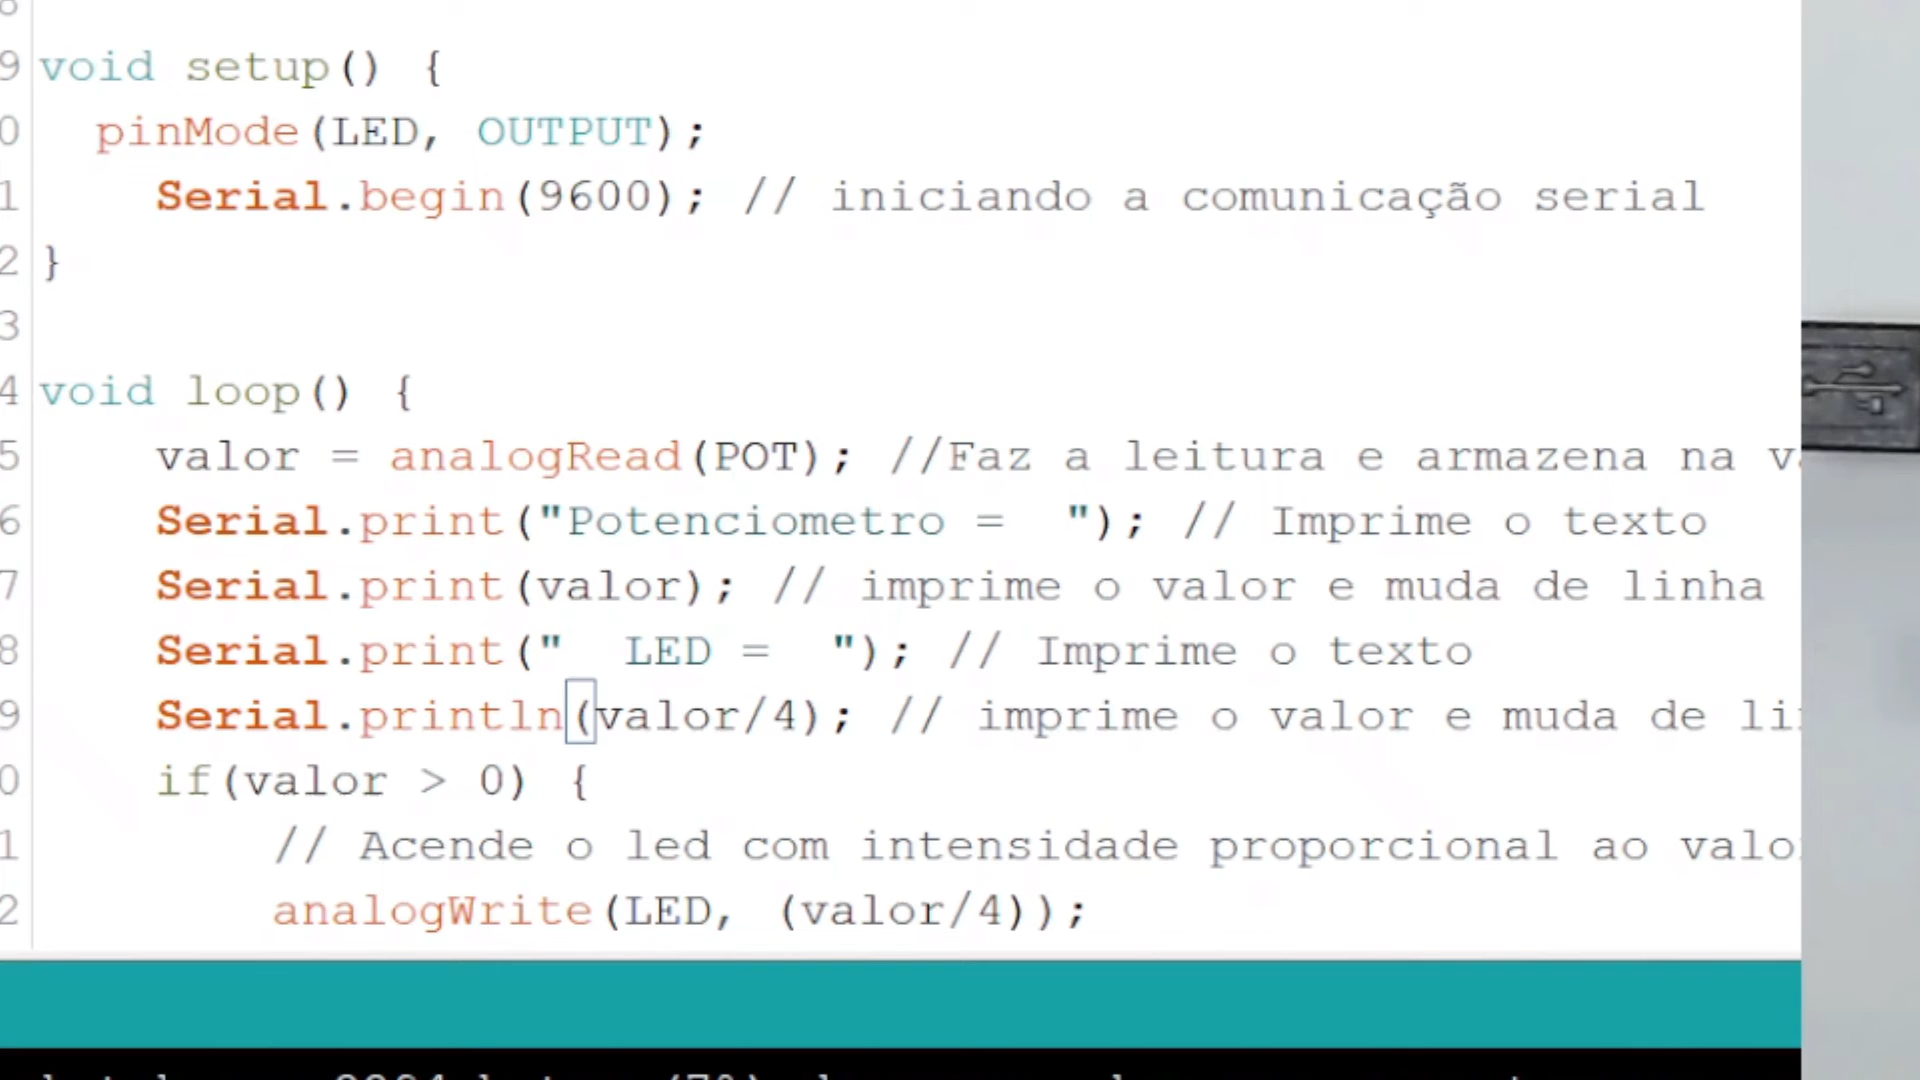 9 void setup() {
0 pinMode(LED, OUTPUT);
1 Serial.begin(9600); // iniciando a comunicação serial
2 }
3
4 void loop() {
5 valor = analogRead(POT); //Faz a leitura e armazena na
6 Serial.print("Potenciometro =  "); // Imprime o texto
7 Serial.print(valor); // imprime o valor e muda de linha
8 Serial.print("  LED =  "); // Imprime o texto
9 Serial.println(valor/4); // imprime o valor e muda de
0 if(valor > 0) {
1 // Acende o led com intensidade proporcional ao
2 analogWrite(LED, (valor/4));